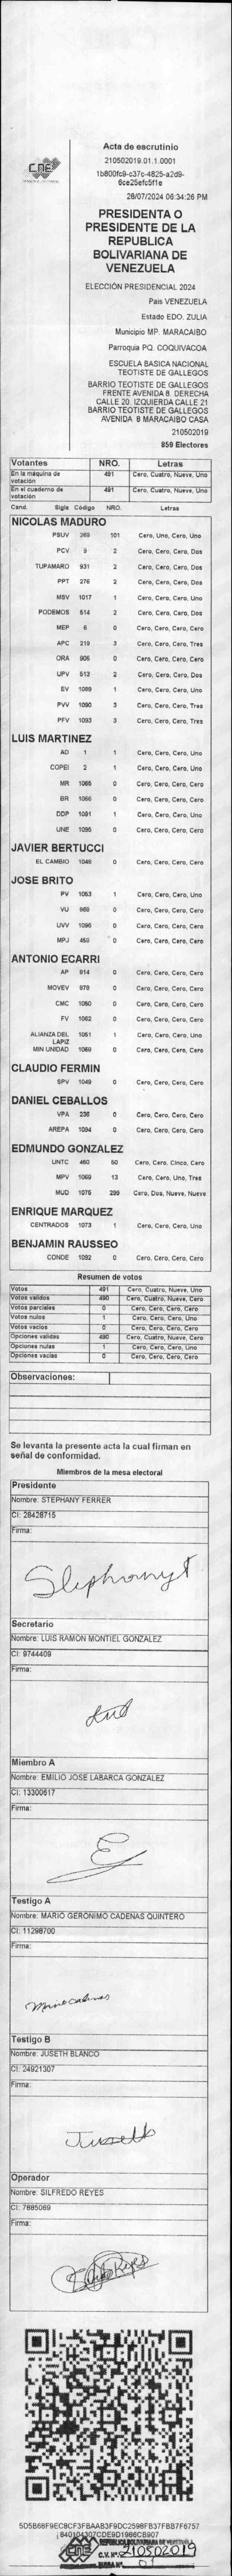 CNE
Acta de escrutinio
210502019.01.1.0001
1b800fc9-c37c-4825-a2d9-
6ce25efc5f1e
28/07/2024 06:34:26 PM
PRESIDENTA O
PRESIDENTE DE LA
REPUBLICA
BOLIVARIANA DE
VENEZUELA
ELECCIÓN PRESIDENCIAL 2024
Pais VENEZUELA
Estado EDO. ZULIA
Municipio MP. MARACAIBO
Parroquia PQ. COQUIVACOA
ESCUELA BASICA NACIONAL
TEOTISTE DE GALLEGOS
BARRIO TEOTISTE DE GALLEGOS
FRENTE AVENIDA 8. DERECHA
CALLE 20. IZQUIERDA CALLE 21
BARRIO TEOTISTE DE GALLEGOS
AVENIDA 8 MARACAIBO CASA
210502019
859 Electores
Votantes NRO. Letras
En la máquina de votación 491 Cero, Cuatro, Nueve, Uno
En el cuaderno de votación 491 Cero, Cuatro, Nueve, Uno
Cand. Sigla Código NRO. Letras
NICOLAS MADURO
PSUV 269 101 Cero, Uno, Cero, Uno
PCV 9 2 Cero, Cero, Cero, Dos
TUPAMARO 931 2 Cero, Cero, Cero, Dos
PPT 276 2 Cero, Cero, Cero, Dos
MSV 1017 1 Cero, Cero, Cero, Uno
PODEMOS 514 2 Cero, Cero, Cero, Dos
MEP 6 0 Cero, Cero, Cero, Cero
APC 219 3 Cero, Cero, Cero, Tres
ORA 905 0 Cero, Cero, Cero, Cero
UPV 513 2 Cero, Cero, Cero, Dos
EV 1089 1 Cero, Cero, Cero, Uno
PVV 1090 3 Cero, Cero, Cero, Tres
PFV 1093 3 Cero, Cero, Cero, Tres
LUIS MARTINEZ
AD 1 1 Cero, Cero, Cero, Uno
COPEI 2 1 Cero, Cero, Cero, Uno
MR 1065 0 Cero, Cero, Cero, Cero
BR 1066 0 Cero, Cero, Cero, Cero
DDP 1091 1 Cero, Cero, Cero, Uno
UNE 1095 0 Cero, Cero, Cero, Cero
JAVIER BERTUCCI
EL CAMBIO 1048 0 Cero, Cero, Cero, Cero
JOSE BRITO
PV 1053 1 Cero, Cero, Cero, Uno
VU 868 0 Cero, Cero, Cero, Cero
UVV 1096 0 Cero, Cero, Cero, Cero
MPJ 458 0 Cero, Cero, Cero, Cero
ANTONIO ECARRI
AP 914 0 Cero, Cero, Cero, Cero
MOVEV 978 0 Cero, Cero, Cero, Cero
CMC 1050 0 Cero, Cero, Cero, Cero
FV 1062 0 Cero, Cero, Cero, Cero
ALIANZA DEL LAPIZ 1051 1 Cero, Cero, Cero, Uno
MIN UNIDAD 1069 0 Cero, Cero, Cero, Cero
CLAUDIO FERMIN
SPV 1049 0 Cero, Cero, Cero, Cero
DANIEL CEBALLOS
VPA 236 0 Cero, Cero, Cero, Cero
AREPA 1094 0 Cero, Cero, Cero, Cero
EDMUNDO GONZALEZ
UNTC 460 50 Cero, Cero, Cinco, Cero
MPV 1069 13 Cero, Cero, Uno, Tres
MUD 1075 299 Cero, Dos, Nueve, Nueve
ENRIQUE MARQUEZ
CENTRADOS 1073 1 Cero, Cero, Cero, Uno
BENJAMIN RAUSSEO
CONDE 1092 0 Cero, Cero, Cero, Cero
Resumen de votos
Votos 491 Cero, Cuatro, Nueve, Uno
Votos validos 490 Cero, Cuatro, Nueve, Cero
Votos parciales 0 Cero, Cero, Cero, Cero
Votos nulos 1 Cero, Cero, Cero, Uno
Votos vacios 0 Cero, Cero, Cero, Cero
Opciones validas 490 Cero, Cuatro, Nueve, Cero
Opciones nulas 1 Cero, Cero, Cero, Uno
Opciones vacias 0 Cero, Cero, Cero, Cero
Observaciones:
Se levanta la presente acta la cual firman en
señal de conformidad.
Miembros de la mesa electoral
Presidente
Nombre: STEPHANY FERRER
CI: 28428715
Firma:
Stephanyt
Secretario
Nombre: LUIS RAMON MONTIEL GONZALEZ
CI: 9744409
Firma:
Miembro A
Nombre: EMILIO JOSE LABARCA GONZALEZ
CI: 13300617
Firma:
Testigo A
Nombre: MARIO GERONIMO CADENAS QUINTERO
CI: 11298700
Firma:
Mario cadenas
Testigo B
Nombre: JUSETH BLANCO
CI: 24921307
Firma:
Juseth
Operador
Nombre: SILFREDO REYES
CI: 7885069
Firma:
5D5B68F9ECBCF3FBAAB3F9DC2598FB37FBB7F6757
840104307CDE9D1986CB907
CNE
REPÚBLICA BOLIVARIANA DE VENEZUELA
C.V. Nº 210502019
MESA Nº 01